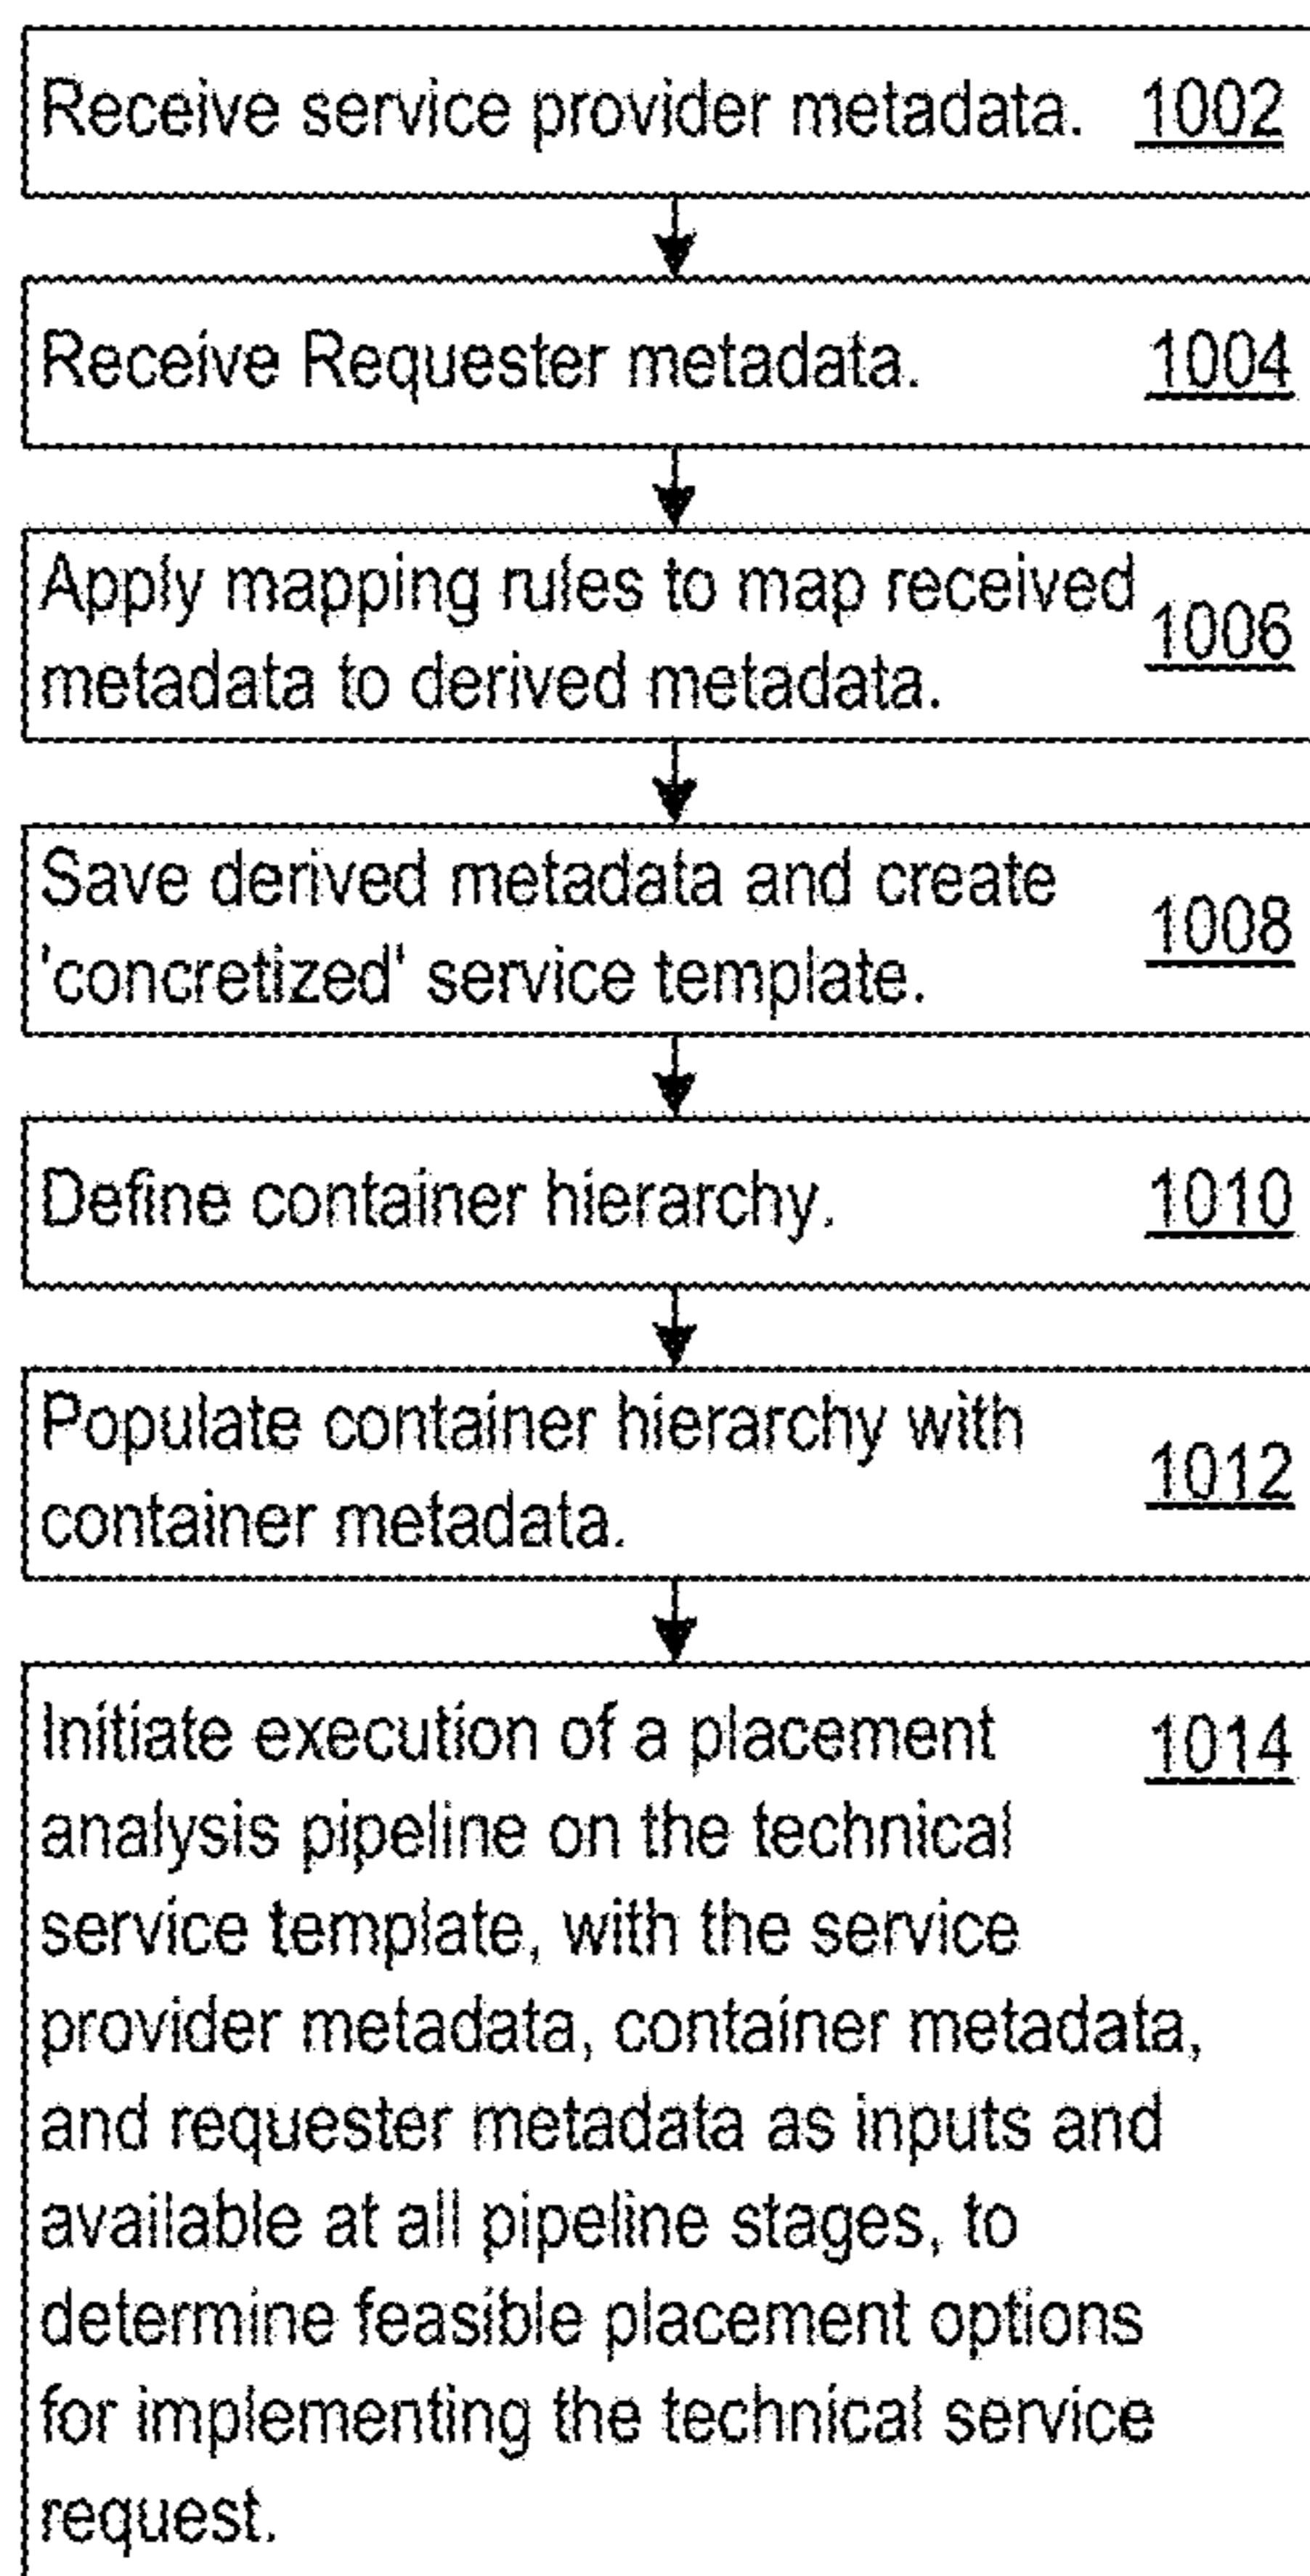 Receive service provider metadata. 1002
Receive Requester metadata. 1004
Apply mapping rules to map received 1006
metadata to derived metadata.
Save derived metadata and create 1008
'concretized' service template.
Define container hierarchy. 1010
Populate container hierarchy with 1012
container metadata.
Initiate execution of a placement 1014
analysis pipeline on the technical
service template, with the service
provider metadata, container metadata,
and requester metadata as inputs and
available at all pipeline stages, to
determine feasible placement options
for implementing the technical service
request.